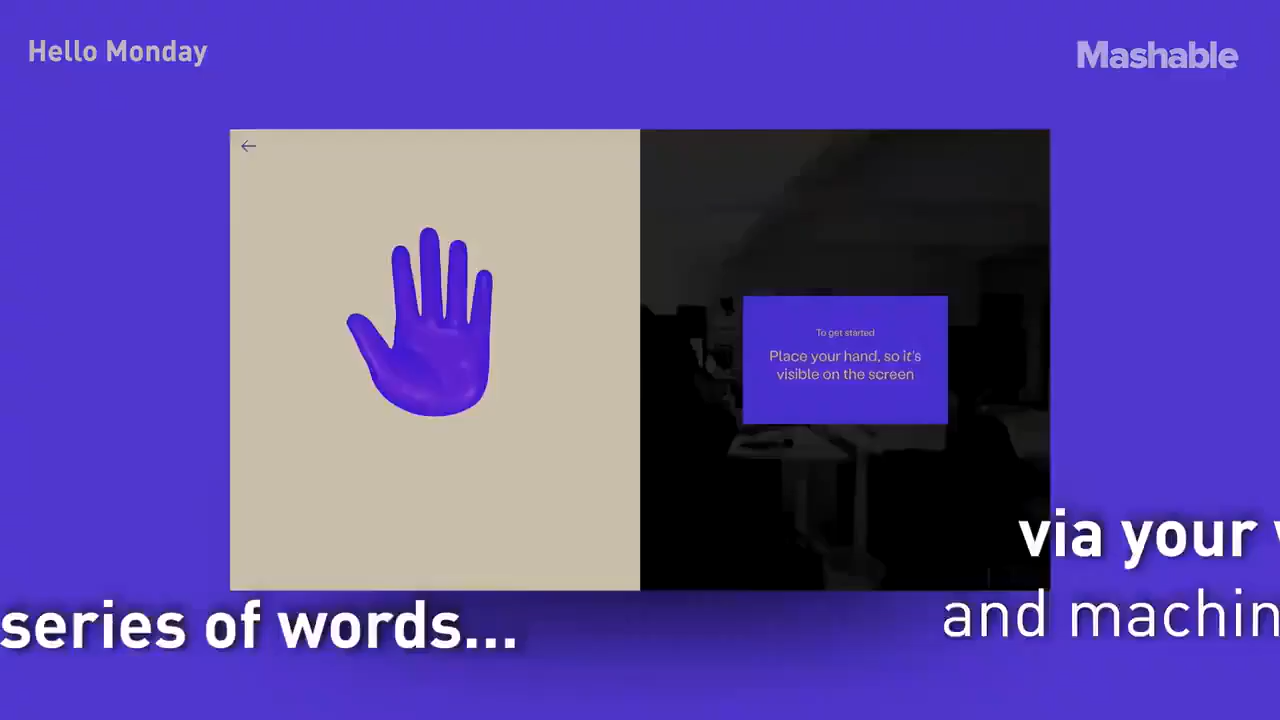 Hello Monday
Mashable
To get started
Place your hand, so it's
visible on the screen
via your
and machin
series of words...